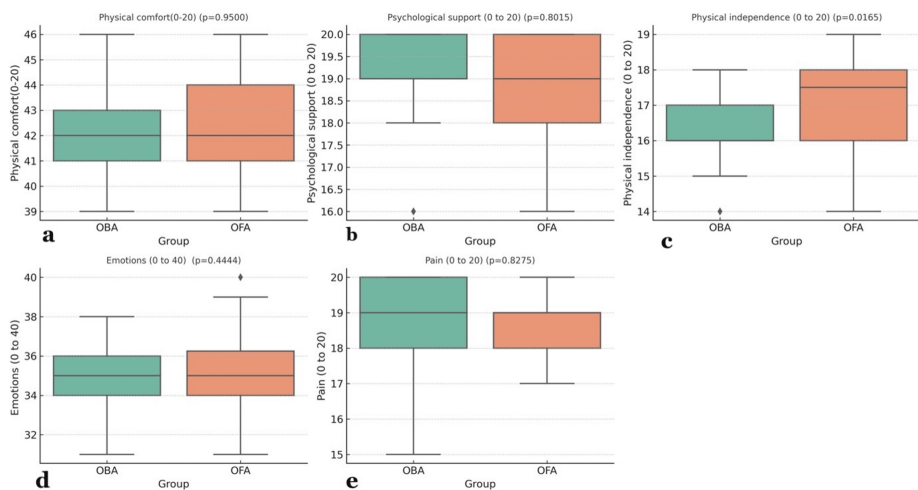 Physical comfort(0-20) (p=0.9500)
Physical comfort(0-20)
46
45
44
43
42
41
40
39
OBA
OFA
Group
a
Psychological support (0 to 20) (p=0.8015)
Psychological support (0 to 20)
20.0
19.5
19.0
18.5
18.0
17.5
17.0
16.5
16.0
OBA
OFA
Group
b
Physical independence (0 to 20) (p=0.0165)
Physical independence (0 to 20)
19
18
17
16
15
14
OBA
OFA
Group
c
Emotions (0 to 40) (p=0.4444)
Emotions (0 to 40)
40
38
36
34
32
OBA
OFA
Group
d
Pain (0 to 20) (p=0.8275)
Pain (0 to 20)
20
19
18
17
16
15
OBA
OFA
Group
e